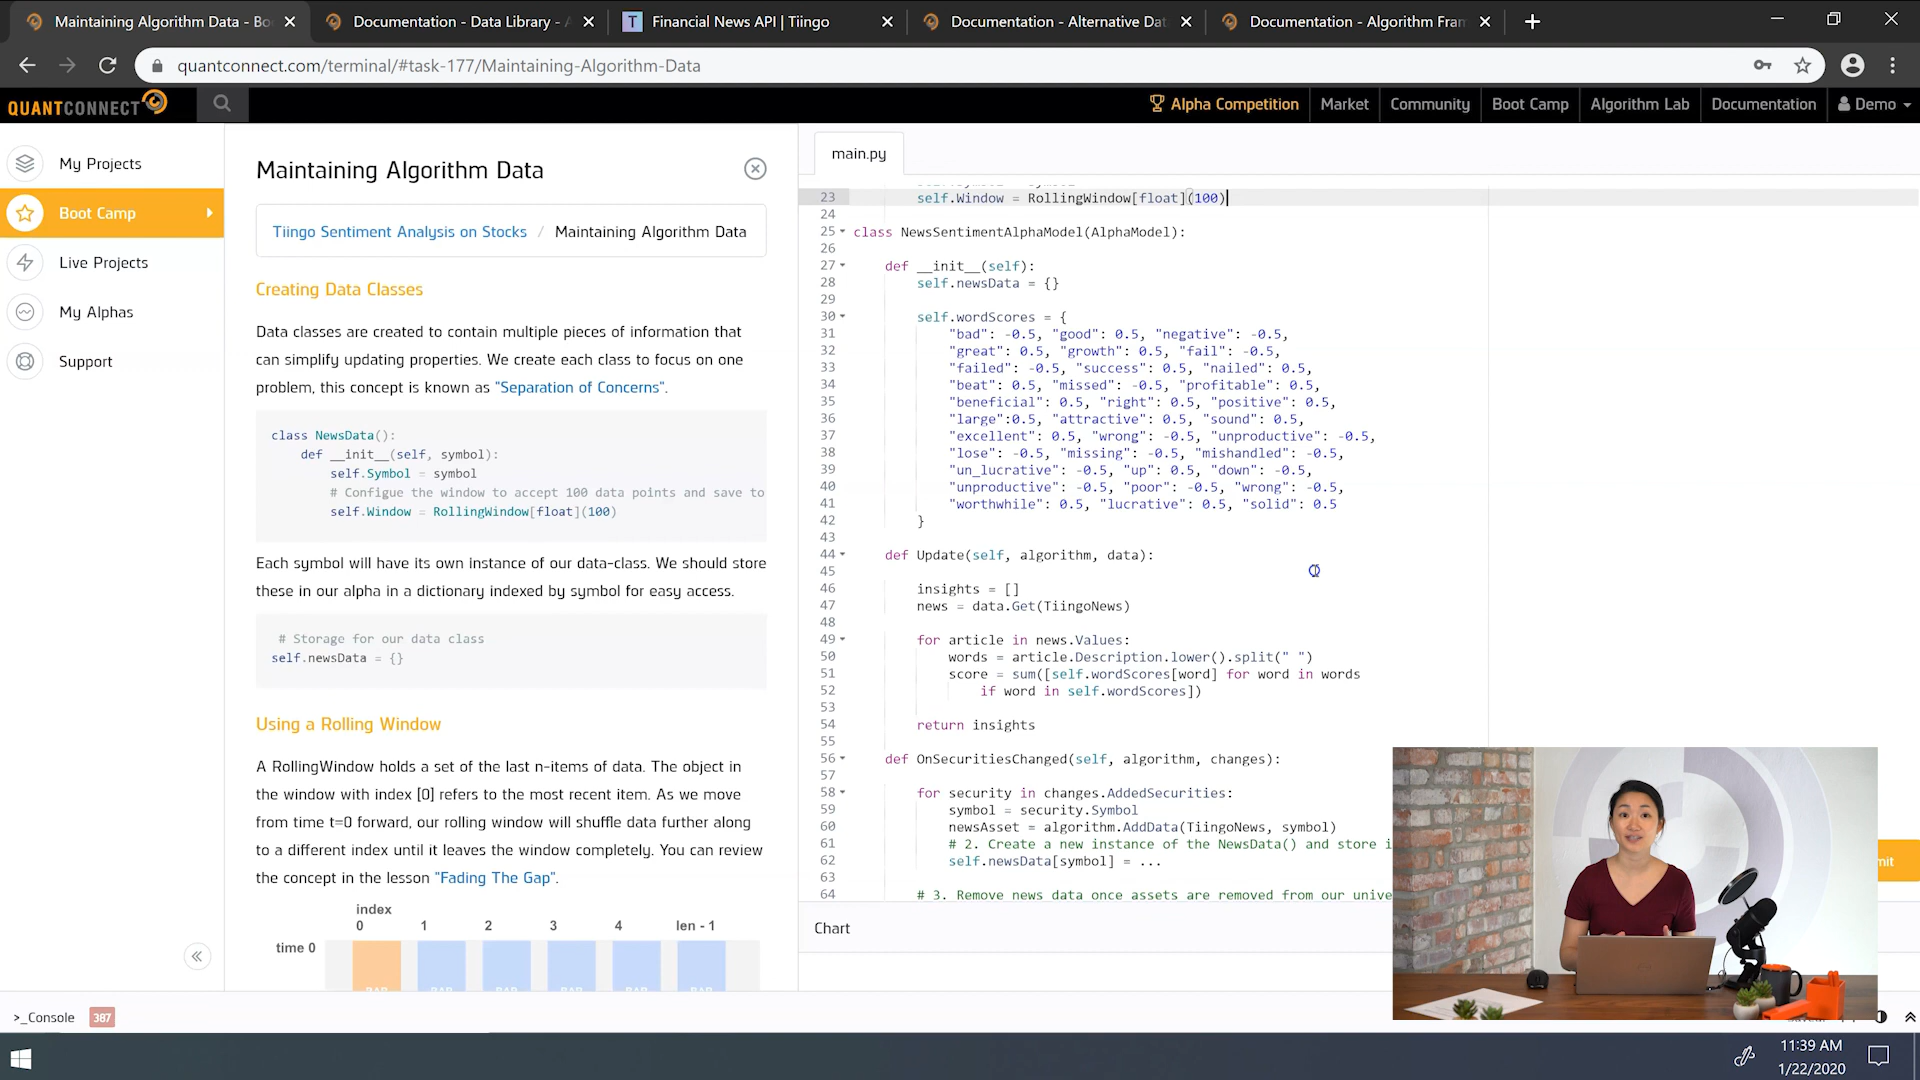 Maintaining Algorithm Data - Bo
Documentation - Data Library - A
T Financial News API | Tiingo
Documentation - Alternative Dat
Documentation - Algorithm Fram
quantconnect.com/terminal/#task-177/Maintaining-Algorithm-Data
QUANTCONNECT
Alpha Competition
Market
Community
Boot Camp
Algorithm Lab
Documentation
Demo
My Projects
Boot Camp
Live Projects
My Alphas
Support
Maintaining Algorithm Data
Tiingo Sentiment Analysis on Stocks / Maintaining Algorithm Data
Creating Data Classes
Data classes are created to contain multiple pieces of information that
can simplify updating properties. We create each class to focus on one
problem, this concept is known as "Separation of Concerns".
class NewsData():
def __init__(self, symbol):
self.Symbol = symbol
# Configue the window to accept 100 data points and save to
self.Window = RollingWindow[float](100)
Each symbol will have its own instance of our data-class. We should store
these in our alpha in a dictionary indexed by symbol for easy access.
# Storage for our data class
self.newsData = {}
Using a Rolling Window
A RollingWindow holds a set of the last n-items of data. The object in
the window with index [0] refers to the most recent item. As we move
from time t=0 forward, our rolling window will shuffle data further along
to a different index until it leaves the window completely. You can review
the concept in the lesson "Fading The Gap".
index
0 1 2 3 4 len - 1
time 0
main.py
23 self.Window = RollingWindow[float](100)
24
25 class NewsSentimentAlphaModel(AlphaModel):
26
27 def __init__(self):
28 self.newsData = {}
29
30 self.wordScores = {
31 "bad": -0.5, "good": 0.5, "negative": -0.5,
32 "great": 0.5, "growth": 0.5, "fail": -0.5,
33 "failed": -0.5, "success": 0.5, "nailed": 0.5,
34 "beat": 0.5, "missed": -0.5, "profitable": 0.5,
35 "beneficial": 0.5, "right": 0.5, "positive": 0.5,
36 "large":0.5, "attractive": 0.5, "sound": 0.5,
37 "excellent": 0.5, "wrong": -0.5, "unproductive": -0.5,
38 "lose": -0.5, "missing": -0.5, "mishandled": -0.5,
39 "un_lucrative": -0.5, "up": 0.5, "down": -0.5,
40 "unproductive": -0.5, "poor": -0.5, "wrong": -0.5,
41 "worthwhile": 0.5, "lucrative": 0.5, "solid": 0.5
42 }
43
44 def Update(self, algorithm, data):
45
46 insights = []
47 news = data.Get(TiingoNews)
48
49 for article in news.Values:
50 words = article.Description.lower().split(" ")
51 score = sum([self.wordScores[word] for word in words
52 if word in self.wordScores])
53
54 return insights
55
56 def OnSecuritiesChanged(self, algorithm, changes):
57
58 for security in changes.AddedSecurities:
59 symbol = security.Symbol
60 newsAsset = algorithm.AddData(TiingoNews, symbol)
61 # 2. Create a new instance of the NewsData() and store i
62 self.newsData[symbol] = ...
63
64 # 3. Remove news data once assets are removed from our unive
mit
Chart
>_Console 387
11:39 AM
1/22/2020